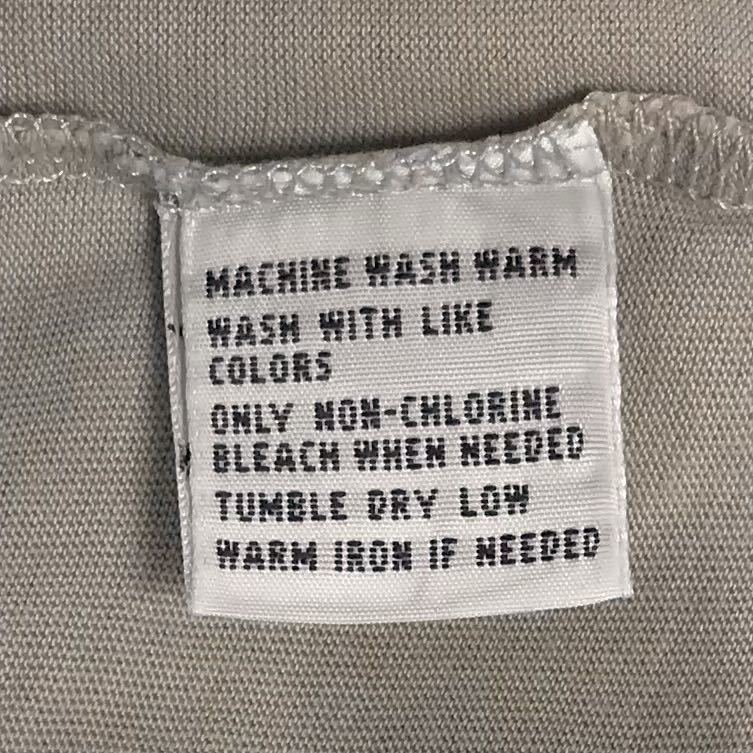 MACHINE WASH WARM
WASH WITH LIKE
COLORS
ONLY NON-CHLORINE
BLEACH WHEN NEEDED
TUMBLE DRY LOW
WARM IRON IF NEEDED